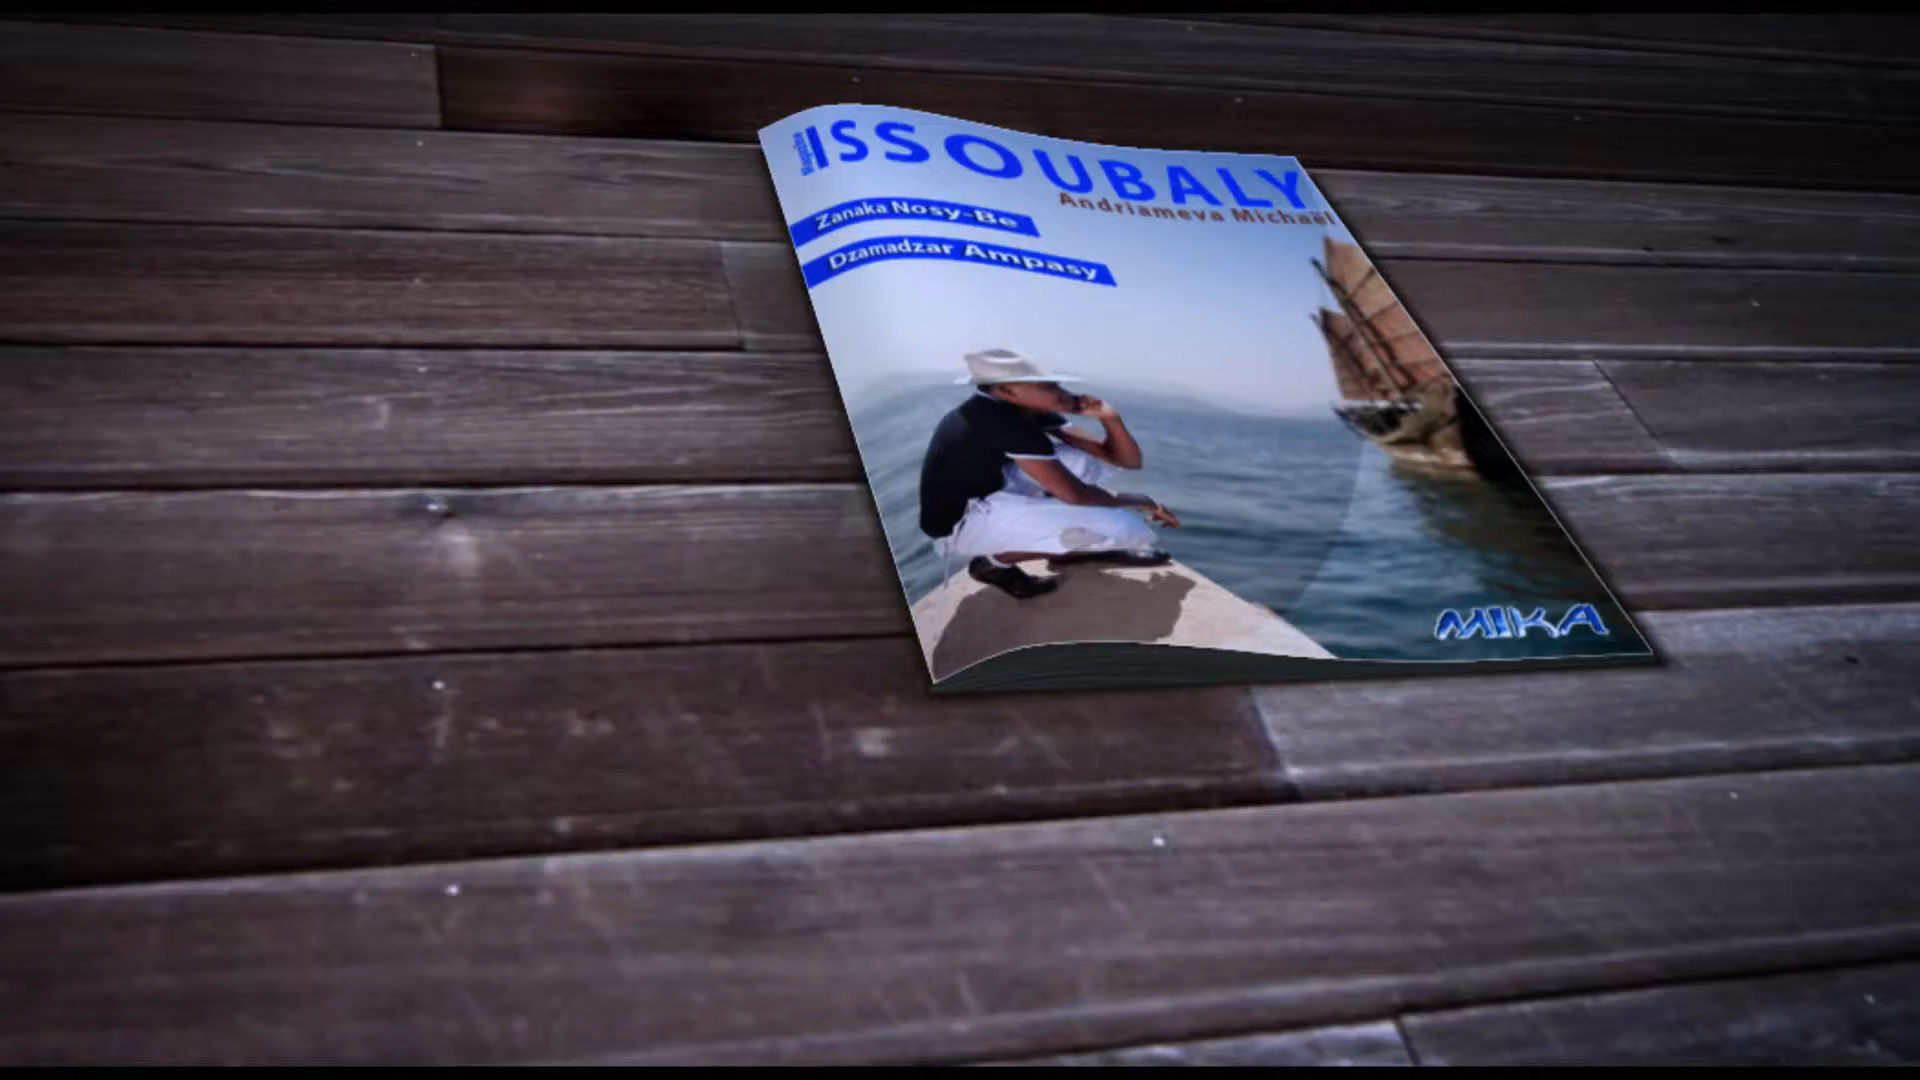 Magazine
ISSOUBALY
Andriameva Michaël
Zanaka Nosy-Be
Dzamadzar Ampasy
MIKA